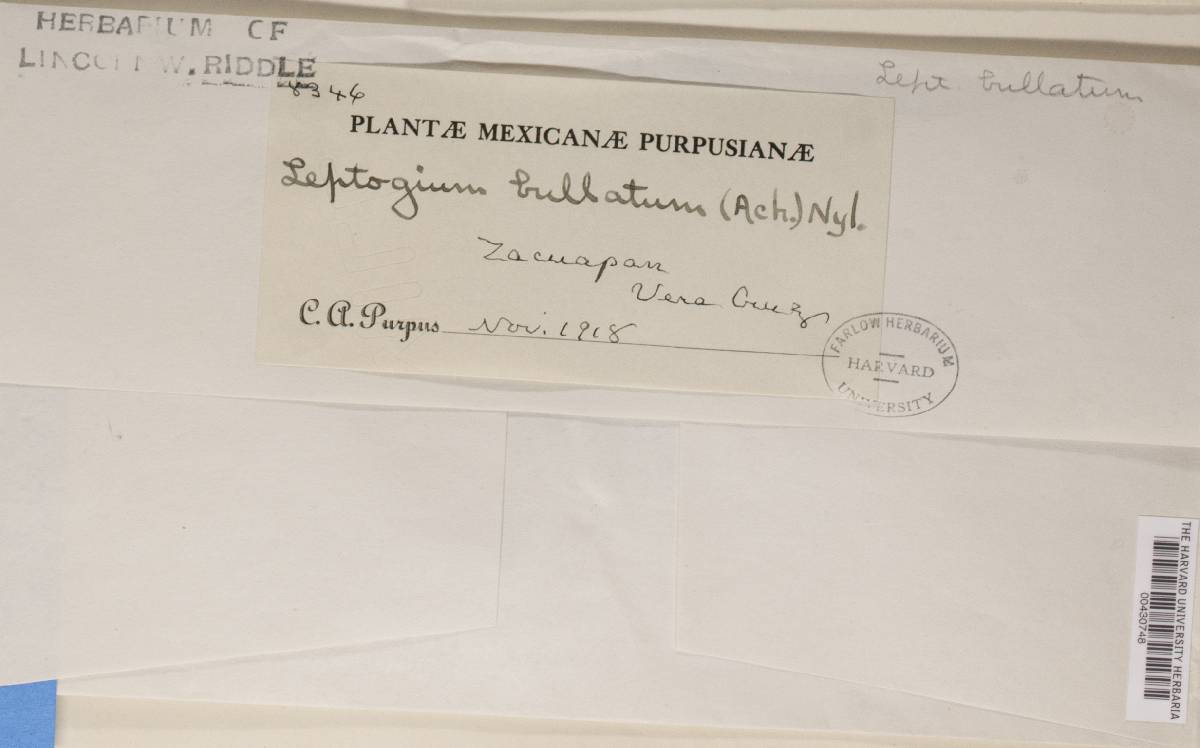 HERBARIUM OF
LINCOLN W. RIDDLE
Lept. bullatum
8346
PLANTÆ MEXICANÆ PURPUSIANÆ
Leptogium bullatum (Ach.) Nyl.
Zacuapan
Vera Cruz
C. A. Purpus Nov. 1918
FARLOW HERBARIUM
HARVARD
UNIVERSITY
THE HARVARD UNIVERSITY HERBARIA
00430748